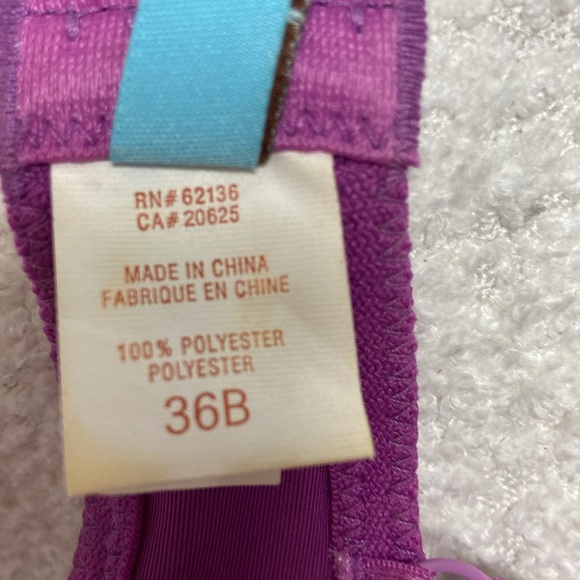 RN# 62136
CA# 20625
MADE IN CHINA
FABRIQUE EN CHINE
100% POLYESTER
POLYESTER
36B